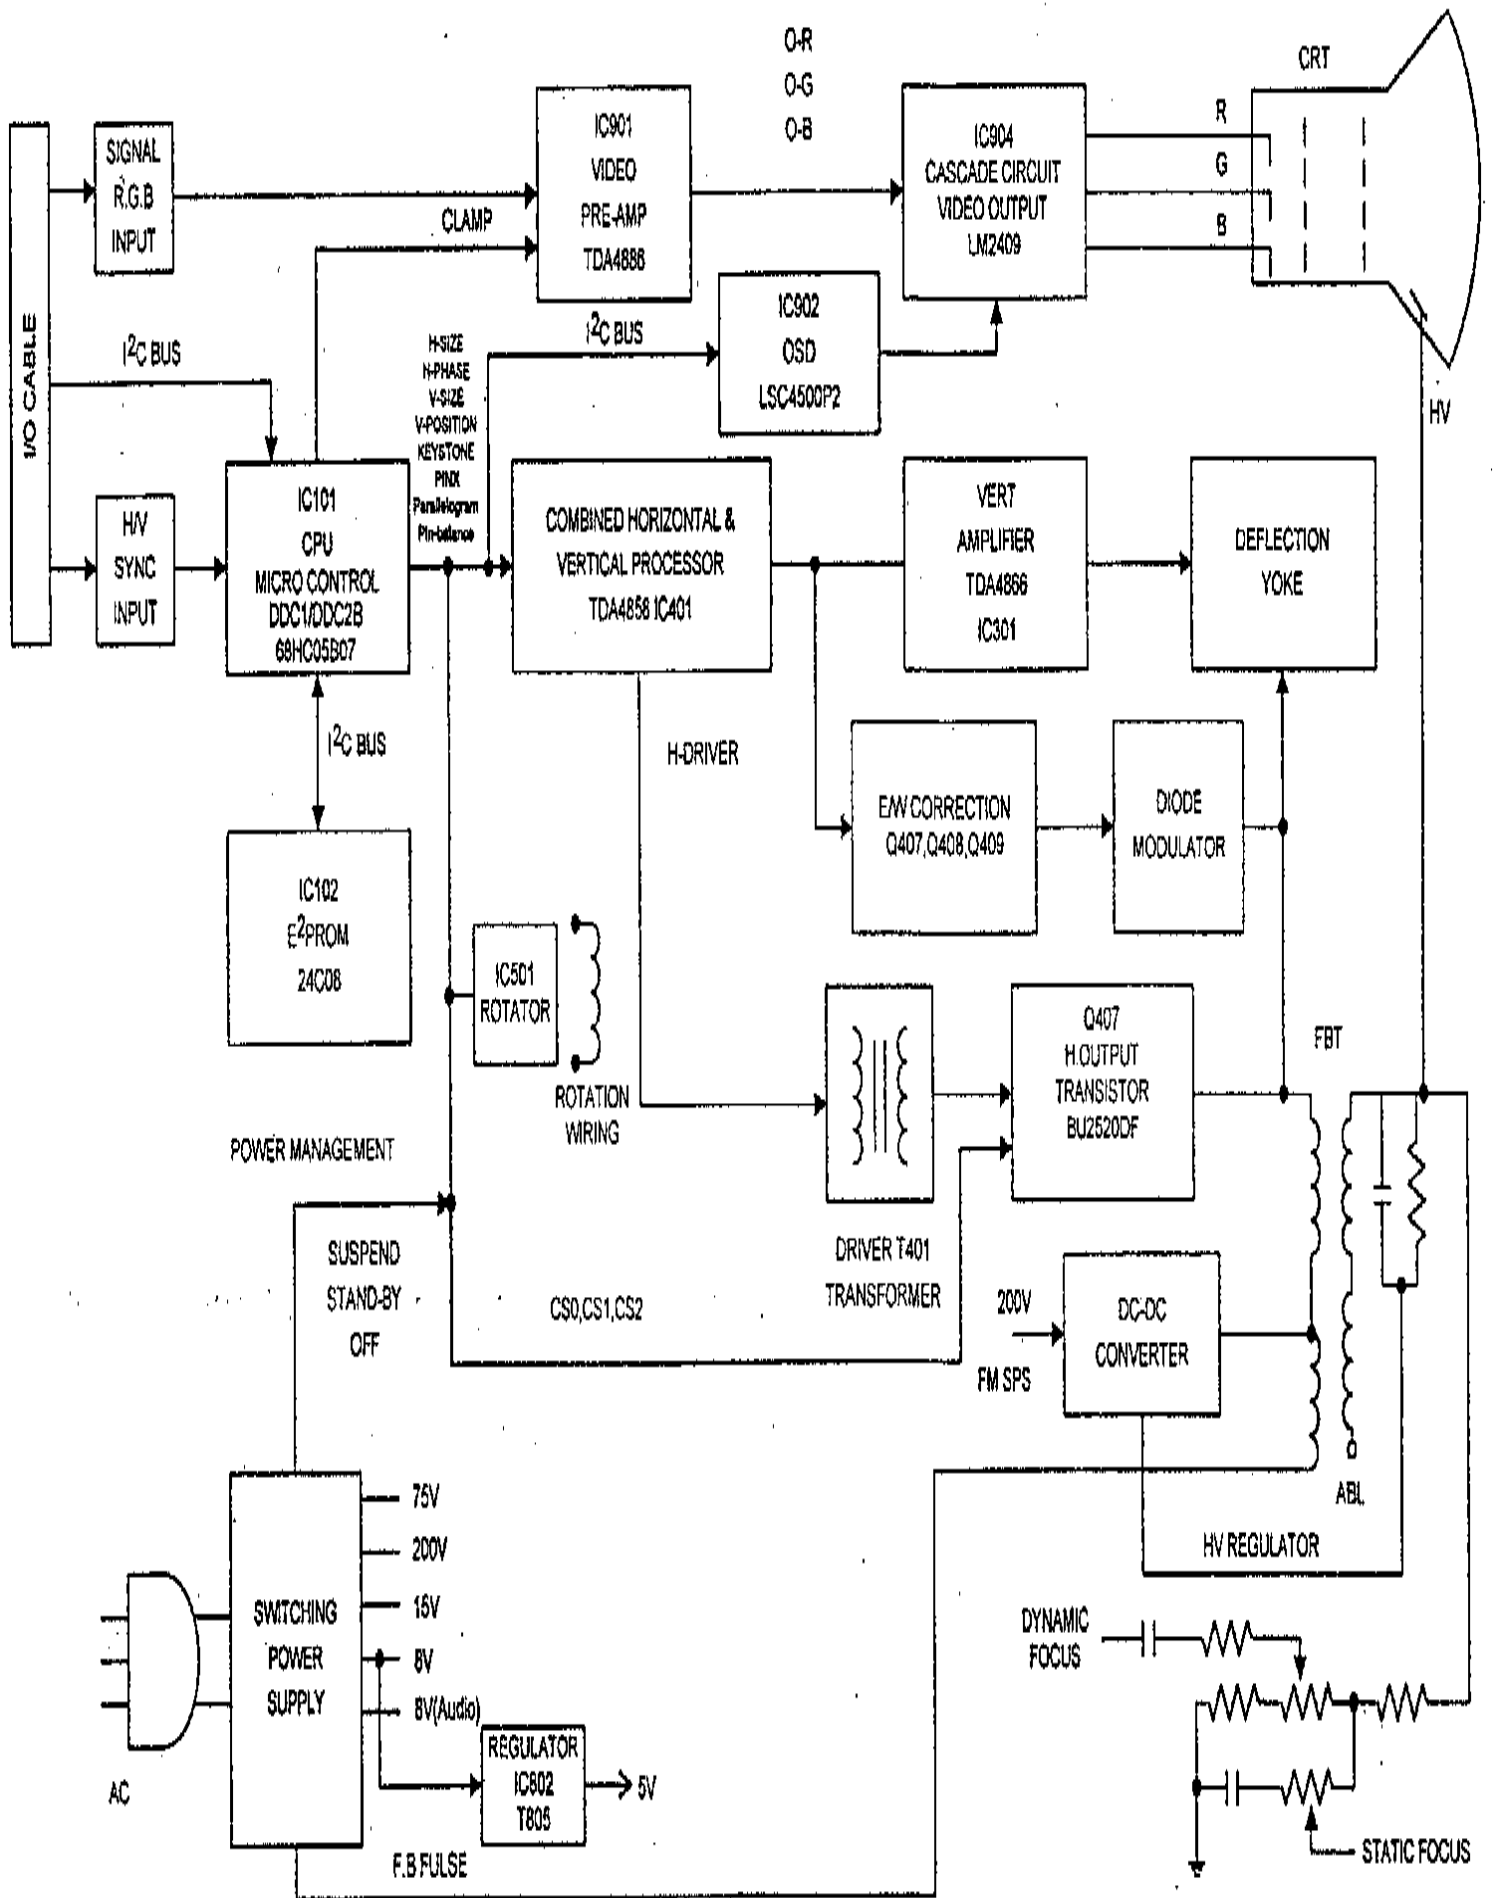 O-R
O-G
O-B
CRT
R
G
B
HV
I/O CABLE
SIGNAL
R.G.B
INPUT
IC901
VIDEO
PRE-AMP
TDA4886
CLAMP
IC904
CASCADE CIRCUIT
VIDEO OUTPUT
LM2409
I2C BUS
I2C BUS
IC902
OSD
LSC4500P2
H-SIZE
H-PHASE
V-SIZE
V-POSITION
KEYSTONE
PINX
Parallelogram
Pin-balance
H/V
SYNC
INPUT
IC101
CPU
MICRO CONTROL
DDC1/DDC2B
68HC05B07
COMBINED HORIZONTAL &
VERTICAL PROCESSOR
TDA4858 IC401
VERT
AMPLIFIER
TDA4866
IC301
DEFLECTION
YOKE
I2C BUS
H-DRIVER
E/W CORRECTION
Q407,Q408,Q409
DIODE
MODULATOR
IC102
E2PROM
24C08
IC501
ROTATOR
ROTATION
WIRING
Q407
H.OUTPUT
TRANSISTOR
BU2520DF
FBT
POWER MANAGEMENT
DRIVER T401
TRANSFORMER
SUSPEND
STAND-BY
OFF
CS0,CS1,CS2
200V
FM SPS
DC-DC
CONVERTER
ABL
HV REGULATOR
75V
200V
15V
8V
8V(Audio)
SWITCHING
POWER
SUPPLY
AC
REGULATOR
IC802
T805
5V
F.B FULSE
DYNAMIC
FOCUS
STATIC FOCUS